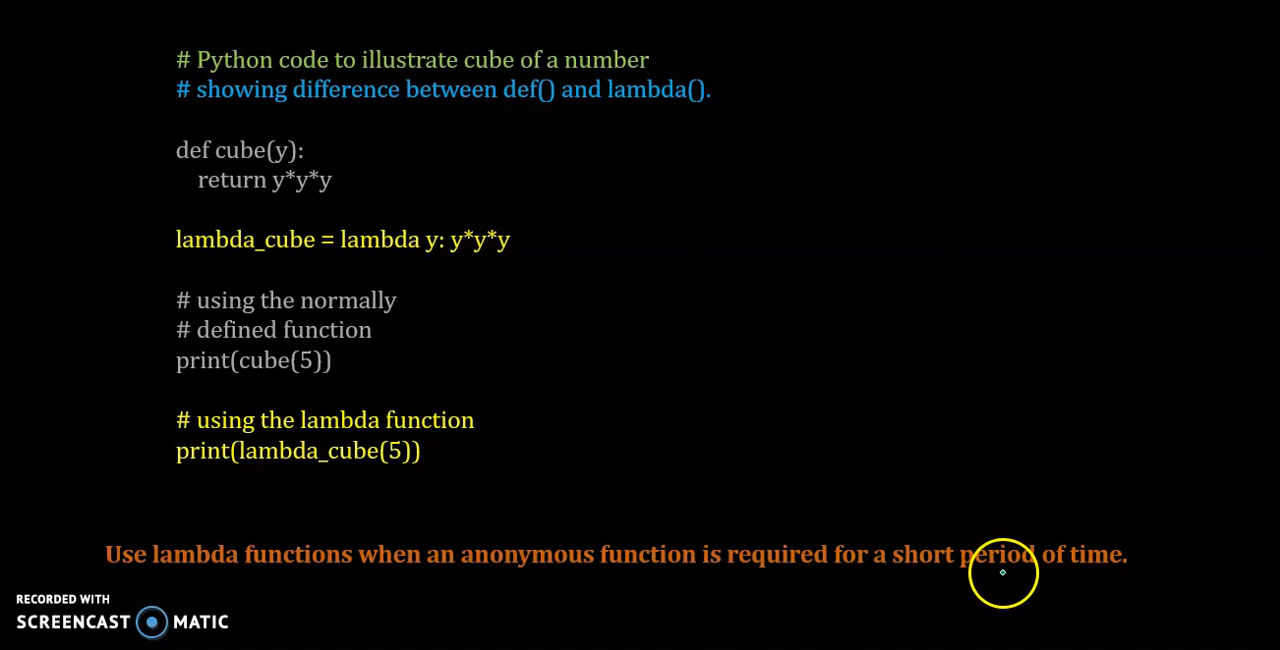 # Python code to illustrate cube of a number
# showing difference between def() and lambda().
def cube(y):
return y*y*y
lambda_cube = lambda y: y*y*y
# using the normally
# defined function
print(cube(5))
# using the lambda function
print(lambda_cube(5))
Use lambda functions when an anonymous function is required for a short period of time.
RECORDED WITH
SCREENCAST MATIC